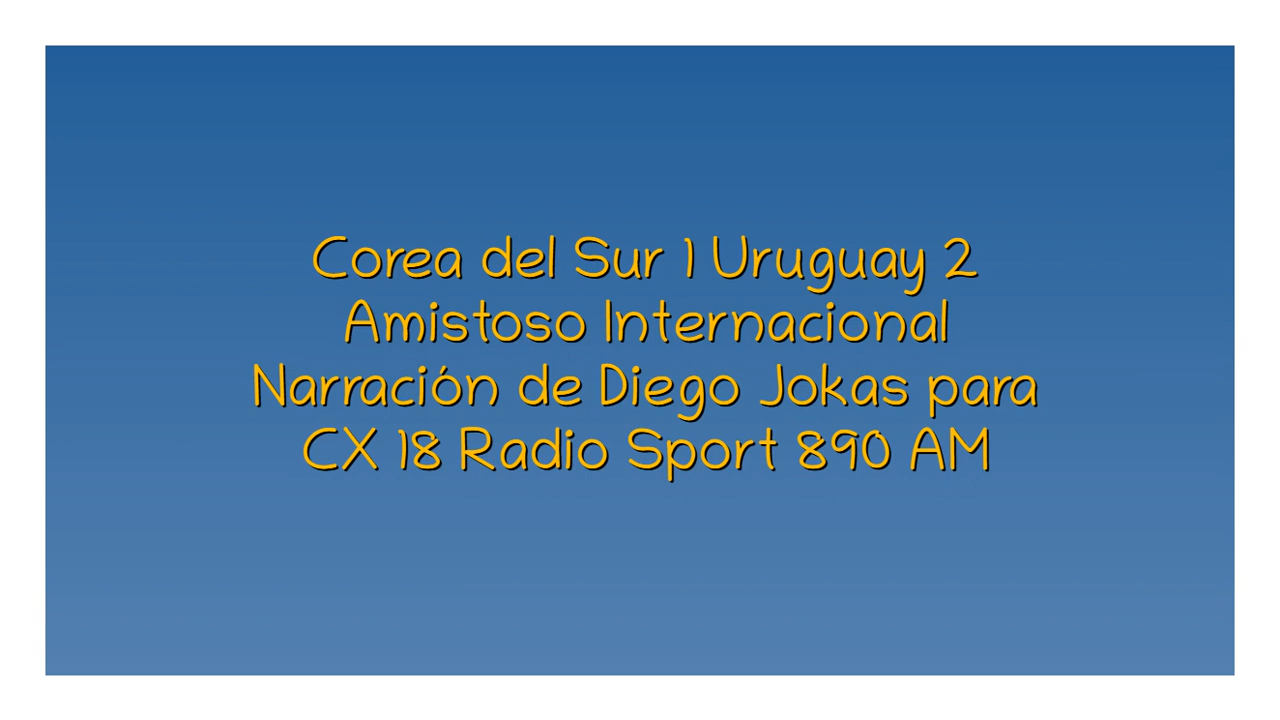 Corea del Sur 1 Uruguay 2
Amistoso Internacional
Narración de Diego Jokas para
CX 18 Radio Sport 890 AM